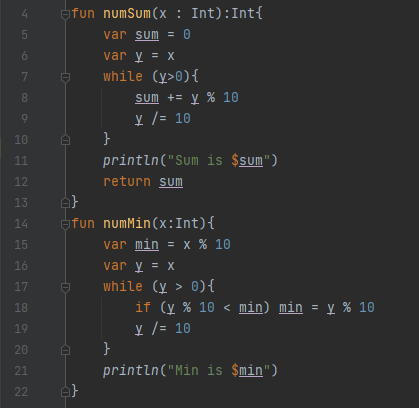 4 fun numSum(x : Int):Int{
5     var sum = 0
6     var y = x
7     while (y>0){
8         sum += y % 10
9         y /= 10
10     }
11     println("Sum is $sum")
12     return sum
13 }
14 fun numMin(x:Int){
15     var min = x % 10
16     var y = x
17     while (y > 0){
18         if (y % 10 < min) min = y % 10
19         y /= 10
20     }
21     println("Min is $min")
22 }